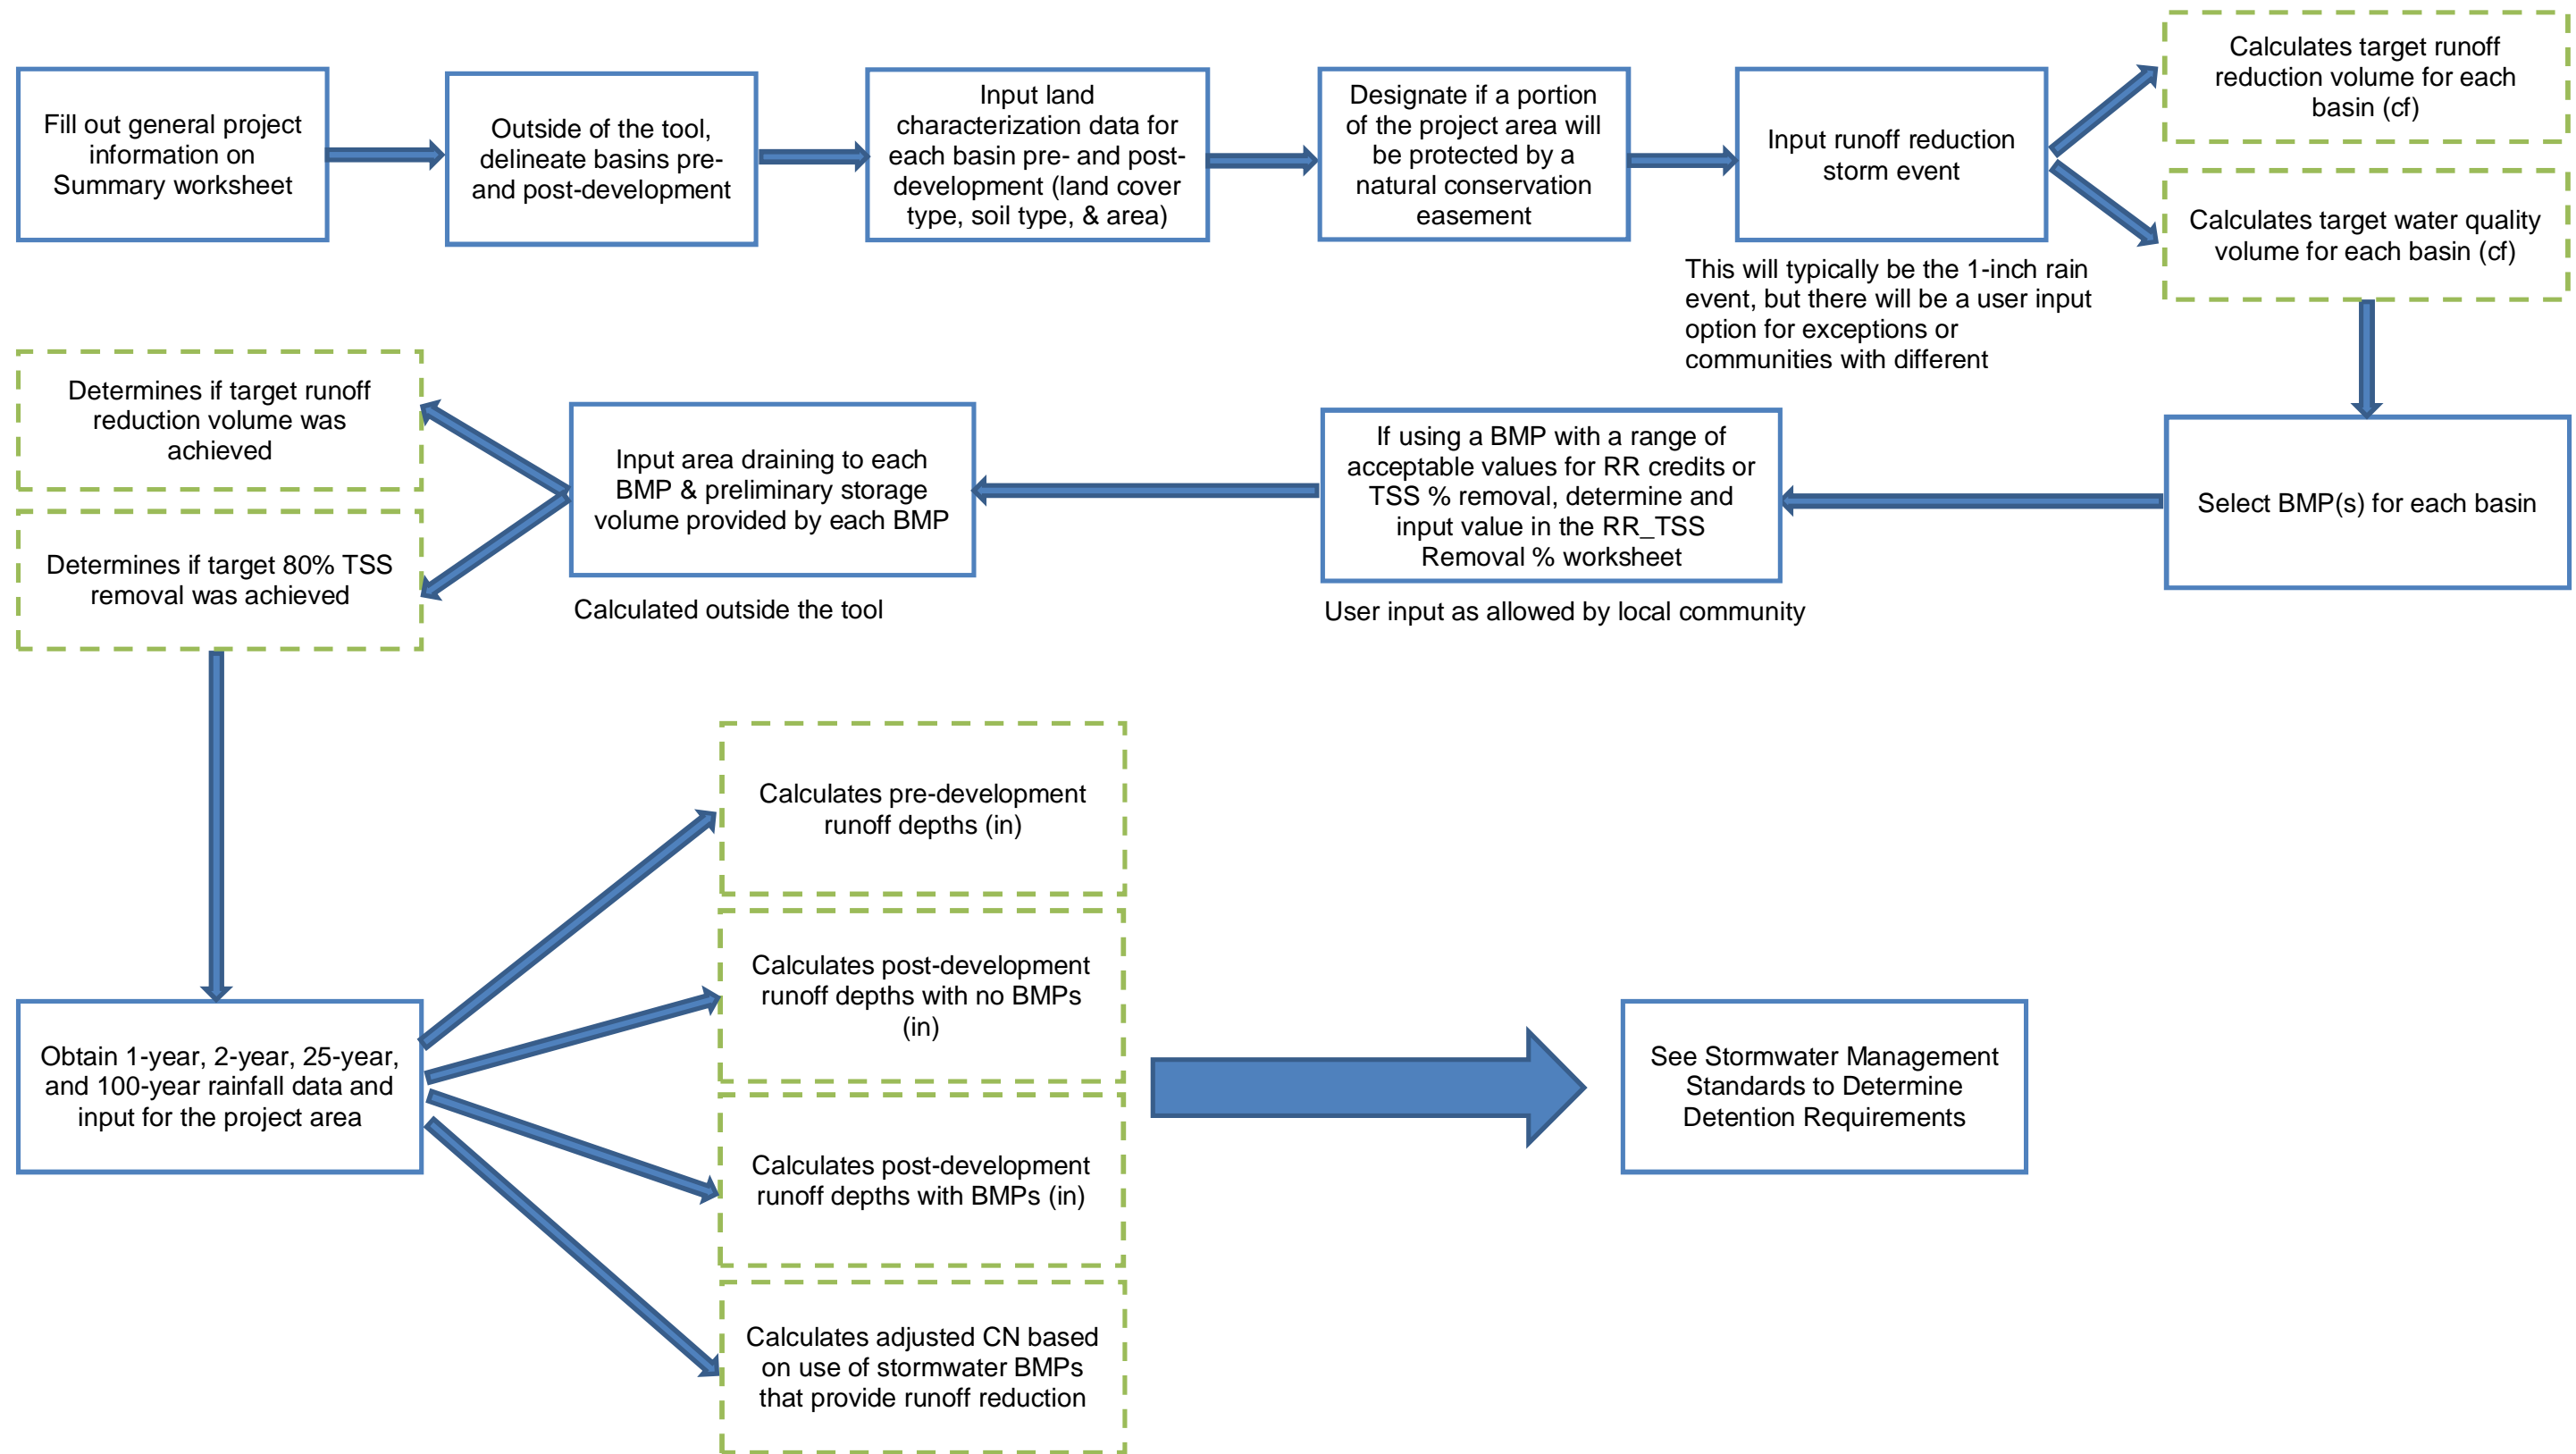 Fill out general project
information on
Summary worksheet
Outside of the tool,
delineate basins pre-
and post-development
Input land
characterization data for
each basin pre- and post-
development (land cover
type, soil type, & area)
Designate if a portion
of the project area will
be protected by a
natural conservation
easement
Input runoff reduction
storm event
This will typically be the 1-inch rain
event, but there will be a user input
option for exceptions or
communities with different
Calculates target runoff
reduction volume for each
basin (cf)
Calculates target water quality
volume for each basin (cf)
Select BMP(s) for each basin
If using a BMP with a range of
acceptable values for RR credits or
TSS % removal, determine and
input value in the RR_TSS
Removal % worksheet
User input as allowed by local community
Input area draining to each
BMP & preliminary storage
volume provided by each BMP
Calculated outside the tool
Determines if target runoff
reduction volume was
achieved
Determines if target 80% TSS
removal was achieved
Obtain 1-year, 2-year, 25-year,
and 100-year rainfall data and
input for the project area
Calculates pre-development
runoff depths (in)
Calculates post-development
runoff depths with no BMPs
(in)
Calculates post-development
runoff depths with BMPs (in)
Calculates adjusted CN based
on use of stormwater BMPs
that provide runoff reduction
See Stormwater Management
Standards to Determine
Detention Requirements